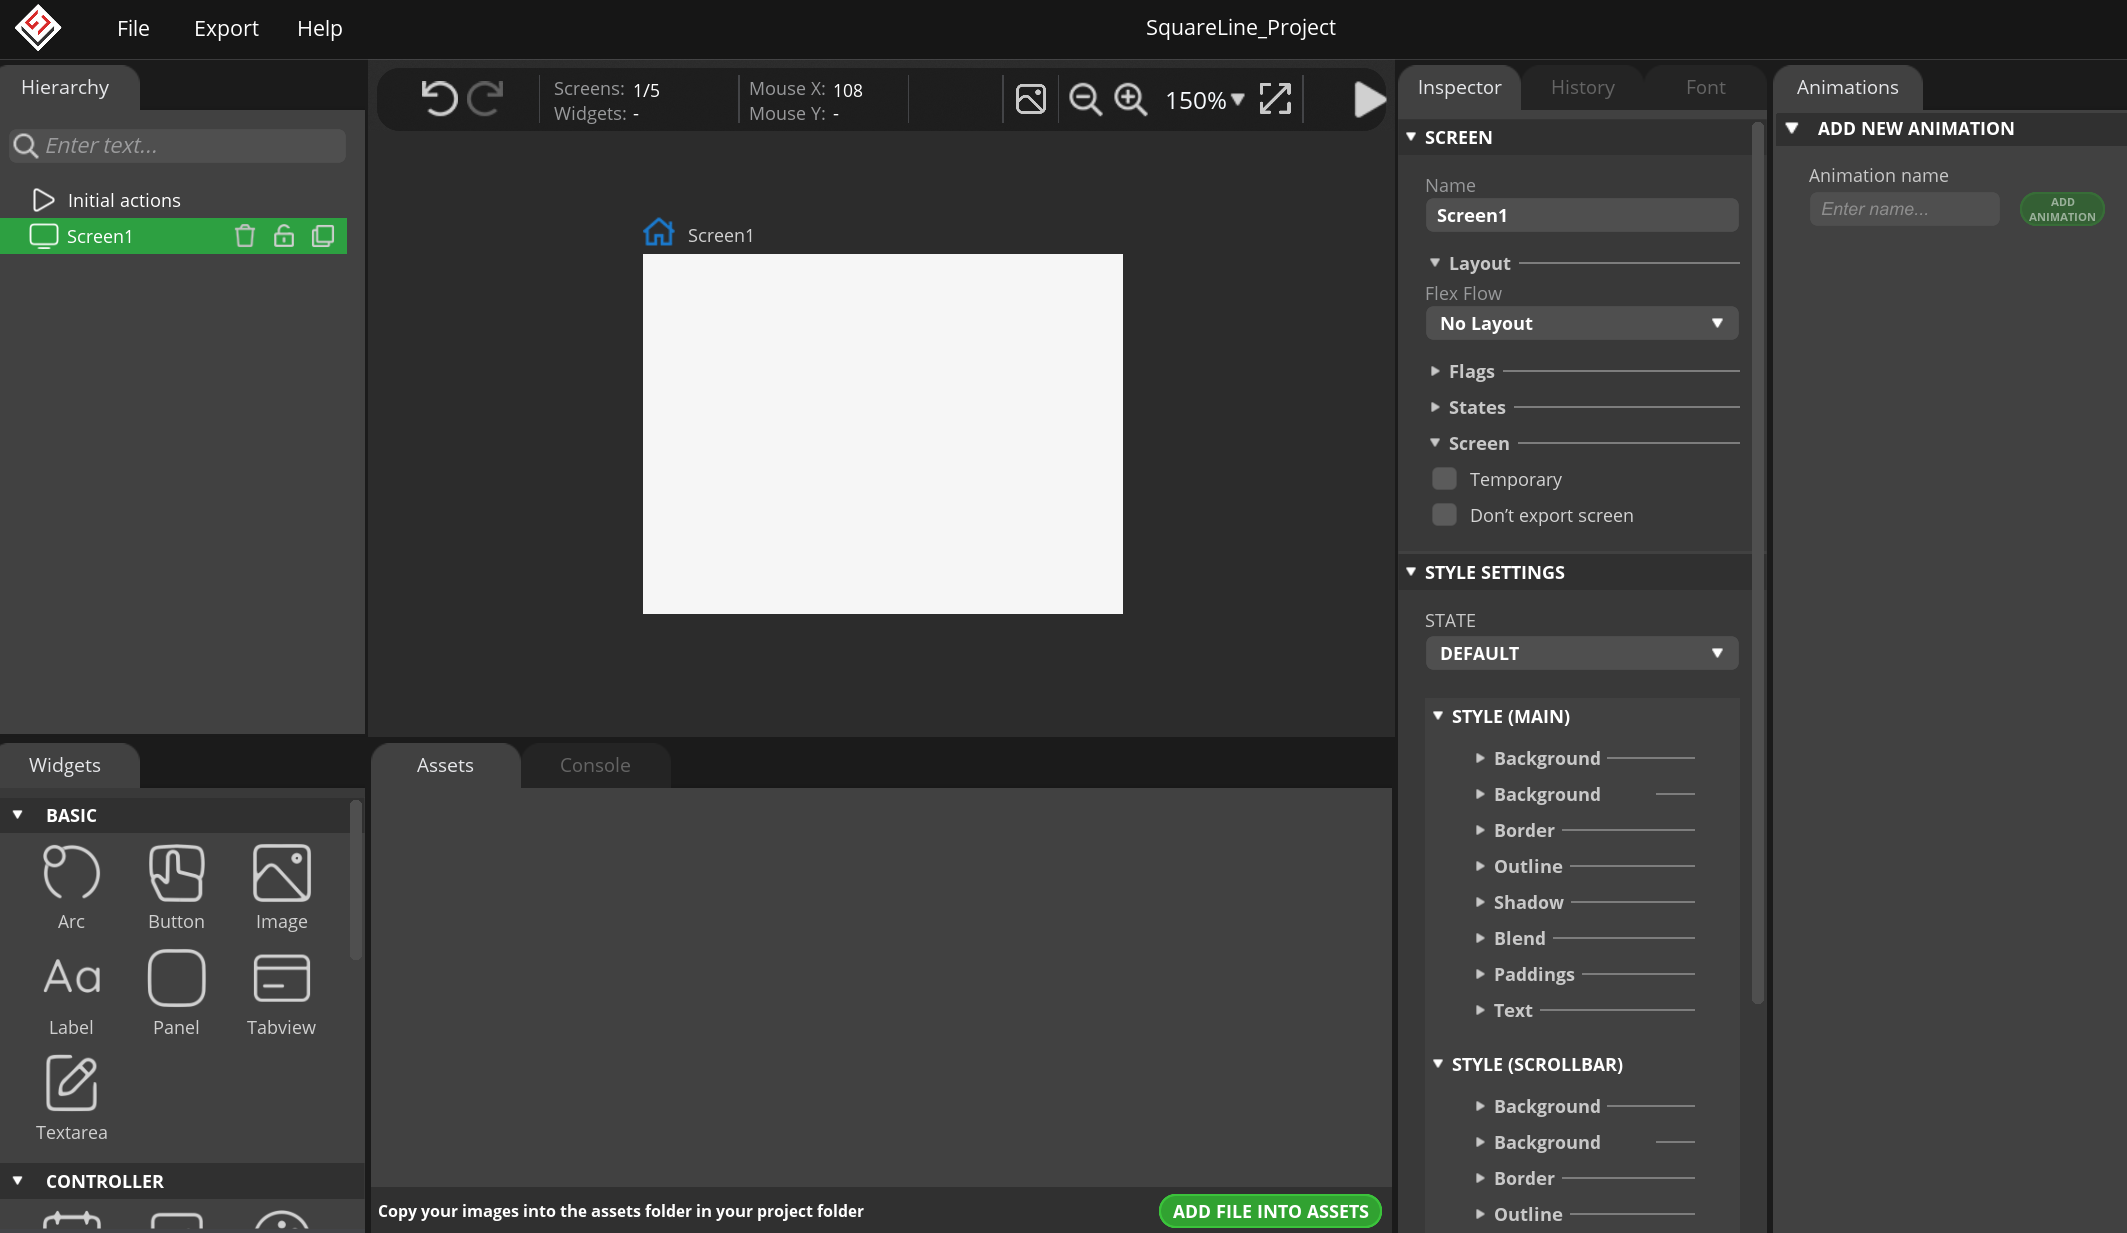 File
Export
Help
SquareLine_Project
Hierarchy
Enter text...
Initial actions
Screen1
Screens: 1/5
Widgets: -
Mouse X: 108
Mouse Y: -
150%
Screen1
Widgets
BASIC
Arc
Button
Image
Label
Panel
Tabview
Textarea
CONTROLLER
Assets
Console
Copy your images into the assets folder in your project folder
ADD FILE INTO ASSETS
Inspector
History
Font
SCREEN
Name
Screen1
Layout
Flex Flow
No Layout
Flags
States
Screen
Temporary
Don't export screen
STYLE SETTINGS
STATE
DEFAULT
STYLE (MAIN)
Background
Background
Border
Outline
Shadow
Blend
Paddings
Text
STYLE (SCROLLBAR)
Background
Background
Border
Outline
Animations
ADD NEW ANIMATION
Animation name
Enter name...
ADD
ANIMATION